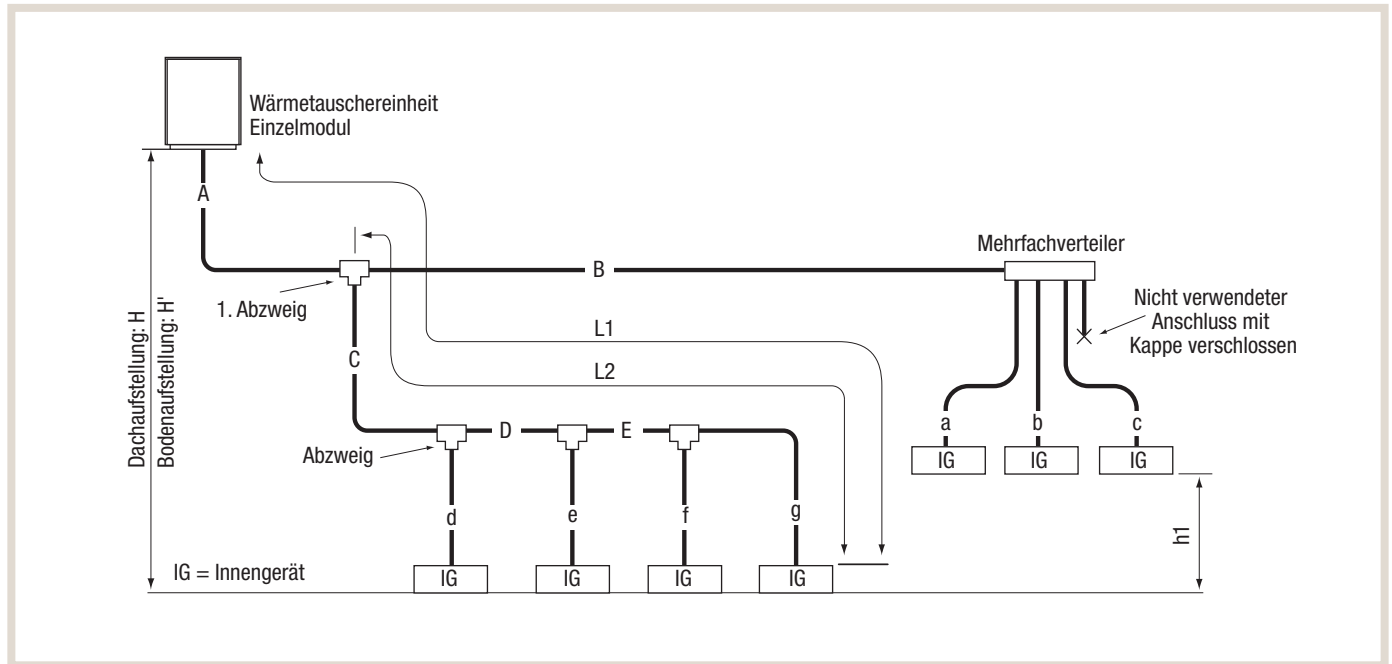 Wärmetauschereinheit
Einzelmodul
A
Mehrfachverteiler
B
1. Abzweig
Nicht verwendeter
Anschluss mit
Kappe verschlossen
Dachaufstellung: H
Bodenaufstellung: H'
L1
C
L2
D
E
a
b
c
Abzweig
IG
IG
IG
d
e
f
g
h1
IG = Innengerät
IG
IG
IG
IG